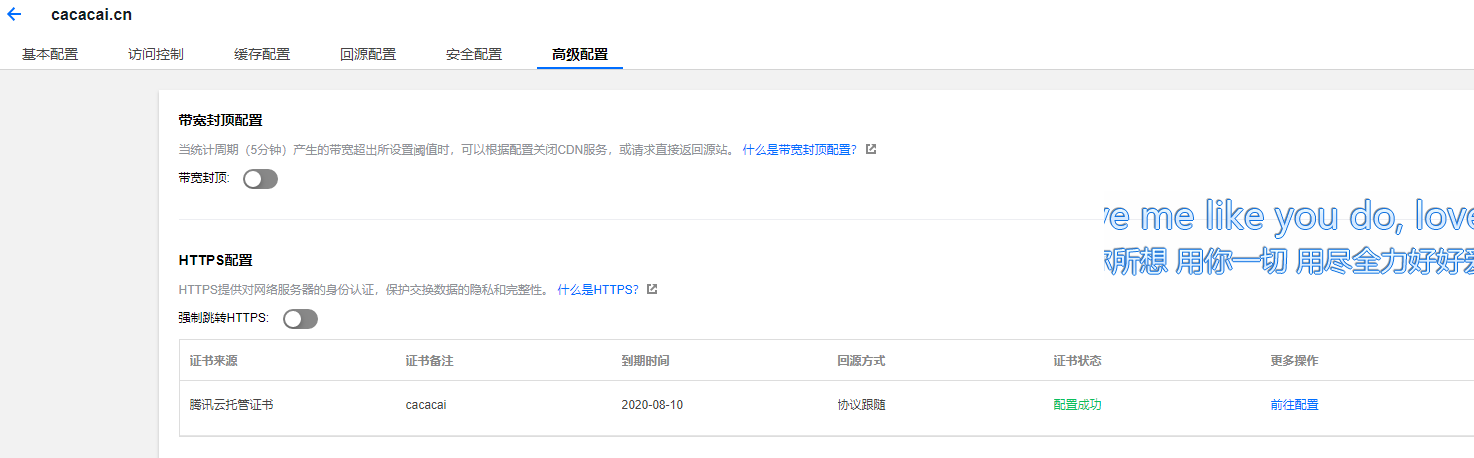 cacacai.cn
基本配置 访问控制 缓存配置 回源配置 安全配置 高级配置
带宽封顶配置
当统计周期（5分钟）产生的带宽超出所设置阈值时，可以根据配置关闭CDN服务，或请求直接返回源站。 什么是带宽封顶配置？
带宽封顶:
me like you do, love
所想 用你一切 用尽全力好好爱
HTTPS配置
HTTPS提供对网络服务器的身份认证，保护交换数据的隐私和完整性。 什么是HTTPS？
强制跳转HTTPS:
证书来源 证书备注 到期时间 回源方式 证书状态 更多操作
腾讯云托管证书 cacacai 2020-08-10 协议跟随 配置成功 前往配置